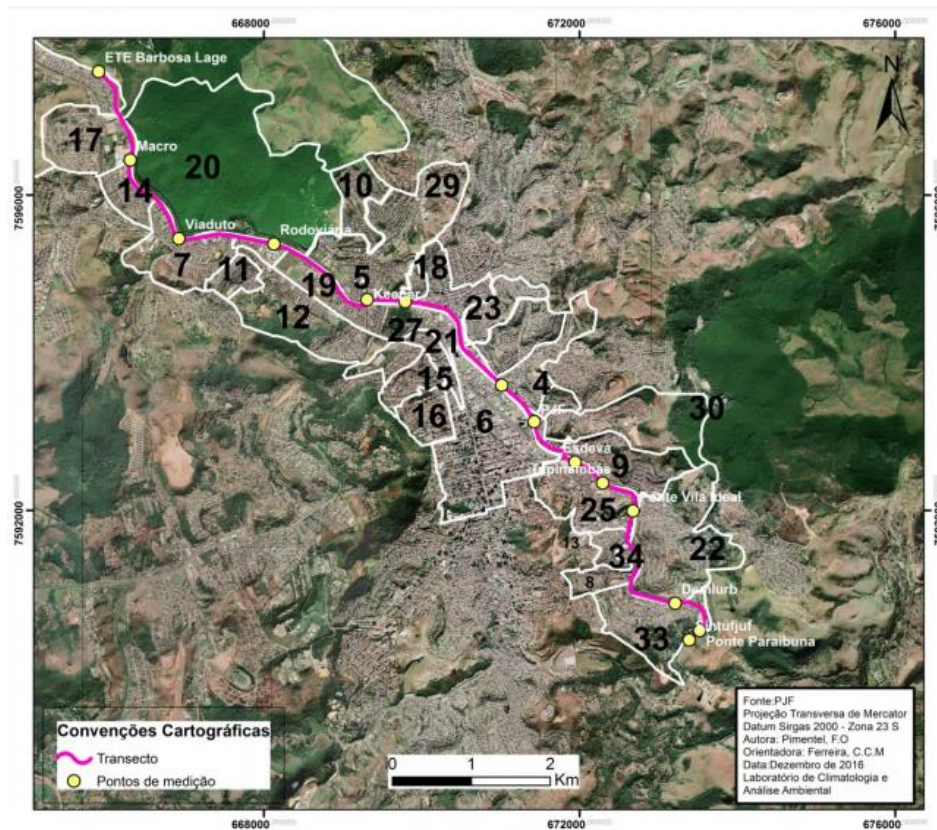 668000
672000
676000
N
ETE Barbosa Lage
17
Macro
20
14
10
29
7596000
Viaduto
Rodoviária
7
11
18
5
19
23
12
27
21
15
4
16
6
30
Esdeva
9
Tupinambás
Ponte Vila Ideal
25
7592000
7592000
13
34
22
8
Demlurb
Intufjuf
33
Ponte Paraibuna
Convenções Cartográficas
Transecto
Pontos de medição
0 1 2
Km
Fonte:PJF
Projeção Transversa de Mercator
Datum Sirgas 2000 - Zona 23 S
Autora: Pimentel, F.O
Orientadora: Ferreira, C.C.M
Data:Dezembro de 2016
Laboratório de Climatologia e
Análise Ambiental
668000
672000
676000